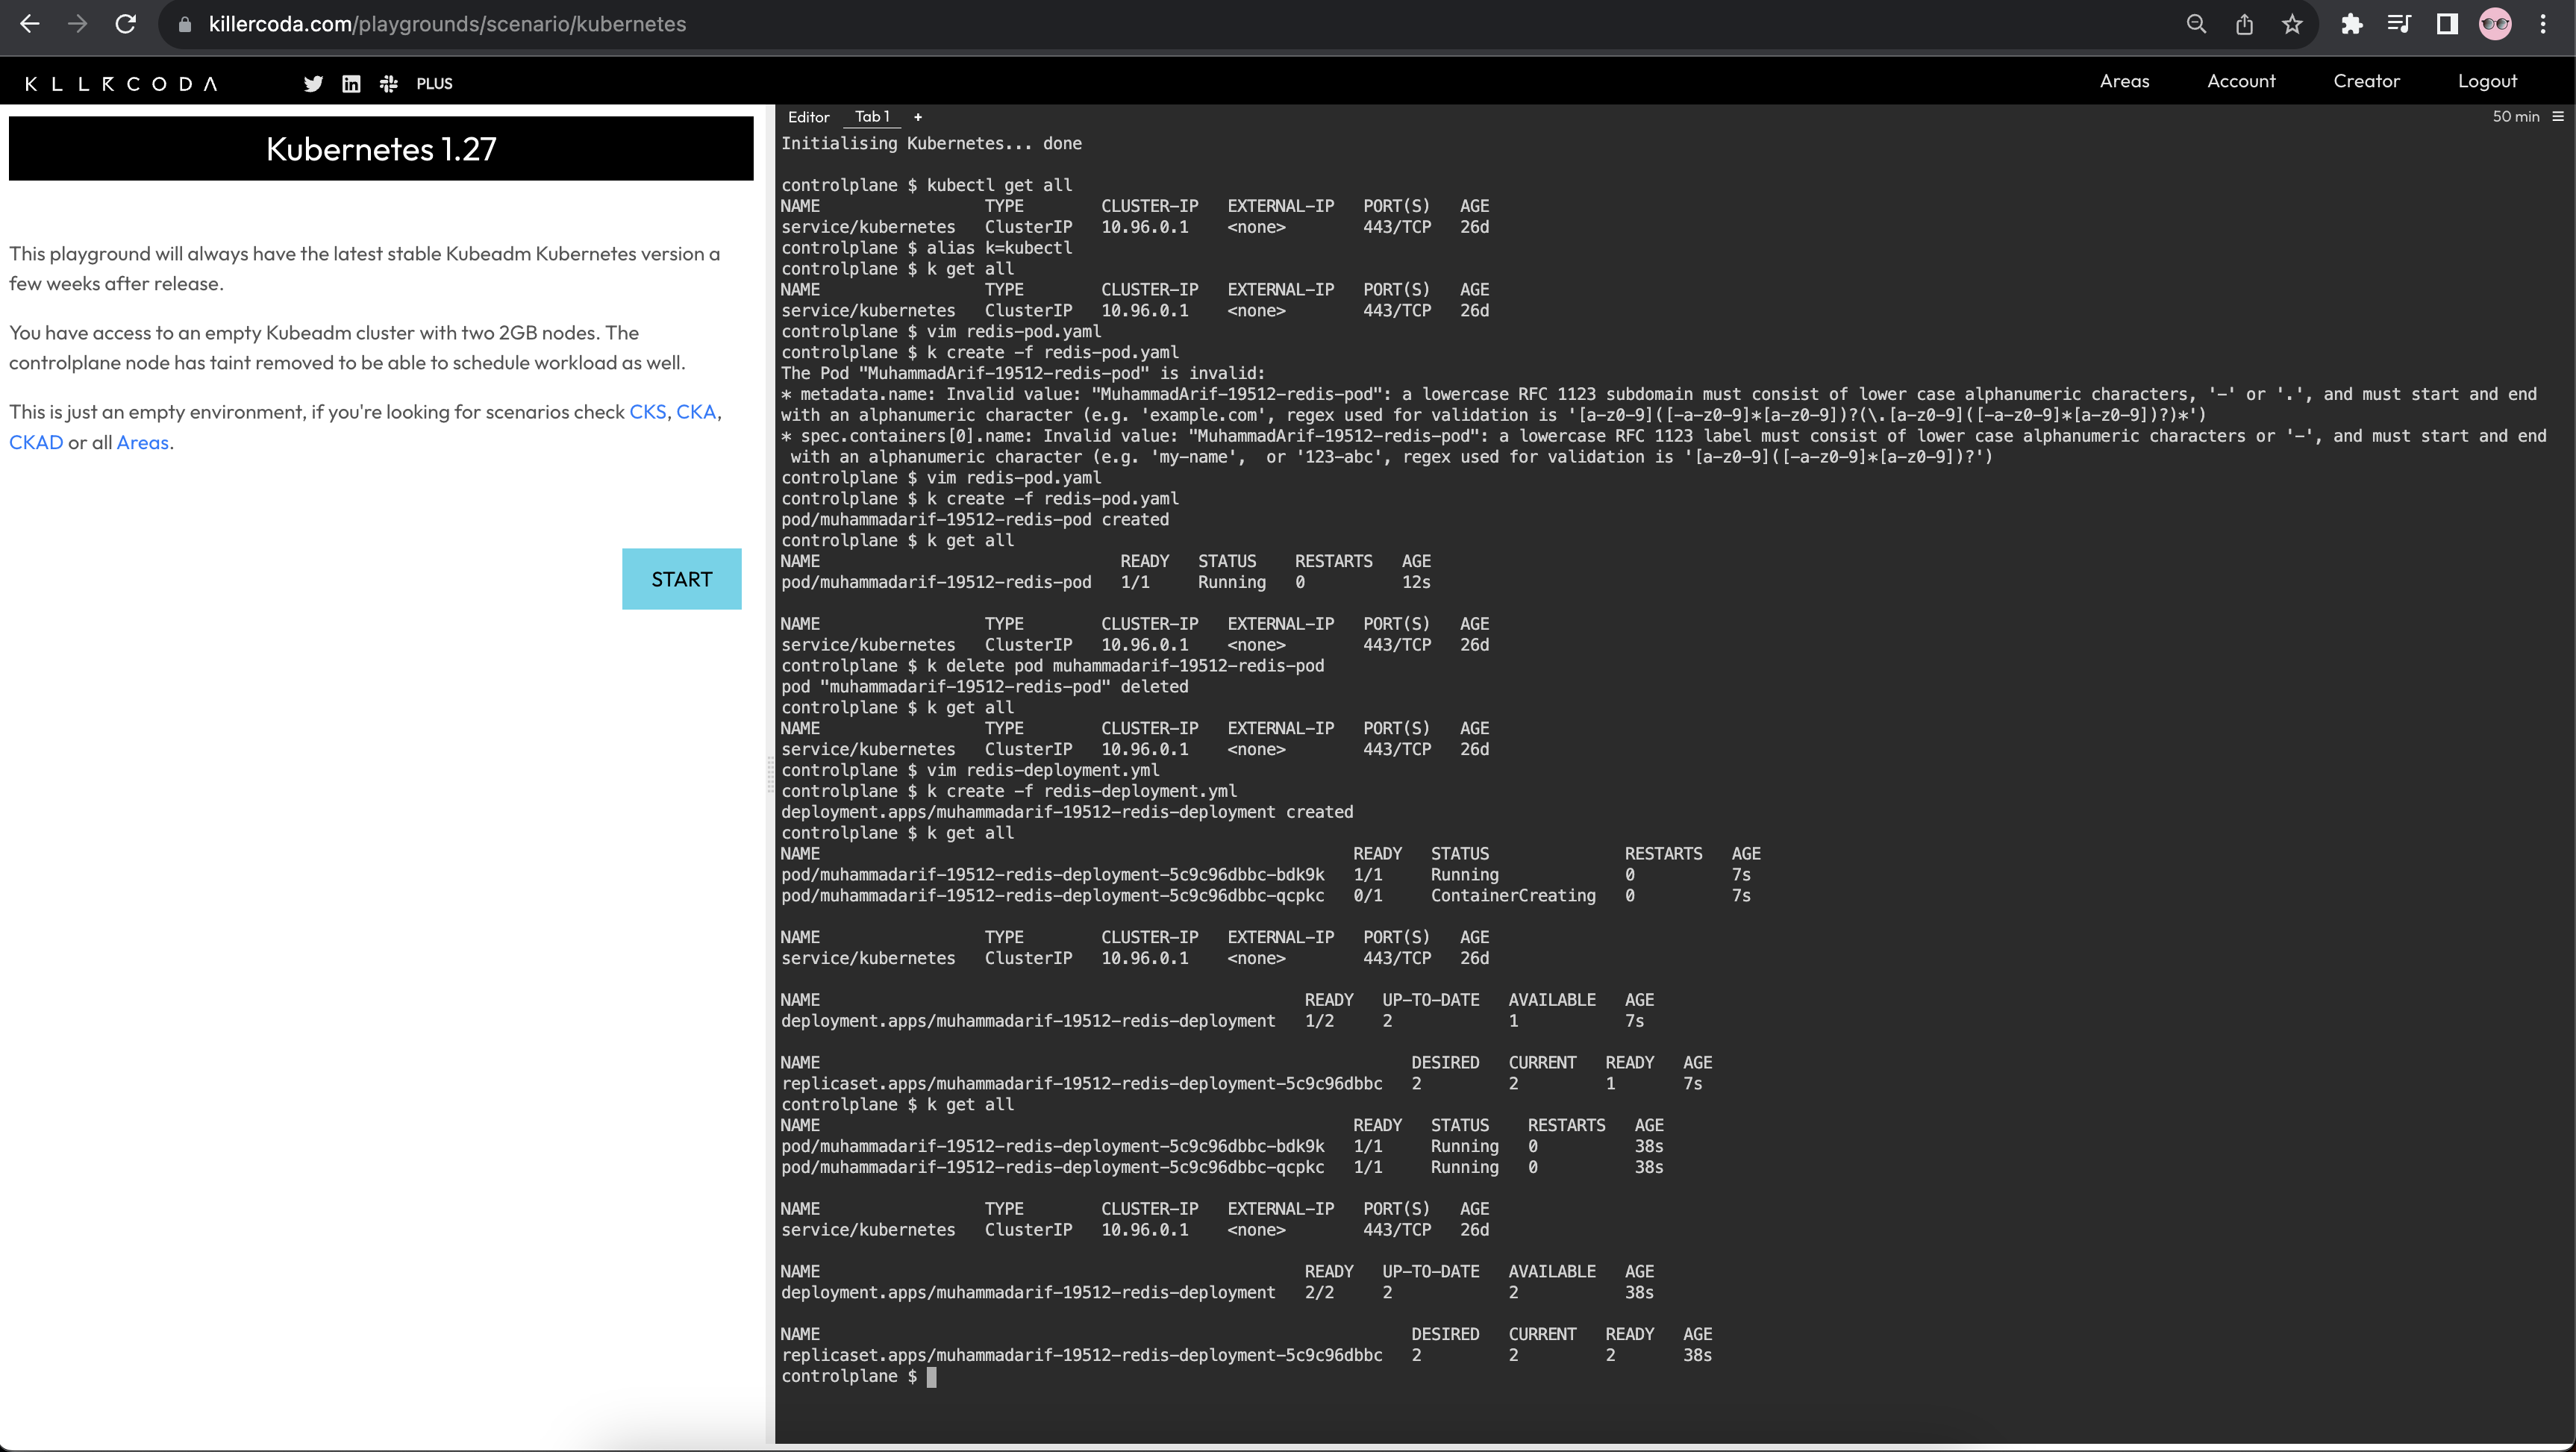 killercoda.com/playgrounds/scenario/kubernetes
KLLRCODA PLUS Areas Account Creator Logout
Kubernetes 1.27
This playground will always have the latest stable Kubeadm Kubernetes version a
few weeks after release.
You have access to an empty Kubeadm cluster with two 2GB nodes. The
controlplane node has taint removed to be able to schedule workload as well.
This is just an empty environment, if you're looking for scenarios check CKS, CKA,
CKAD or all Areas.
START
Editor Tab 1 + 50 min
Initialising Kubernetes... done
controlplane $ kubectl get all
NAME TYPE CLUSTER-IP EXTERNAL-IP PORT(S) AGE
service/kubernetes ClusterIP 10.96.0.1 <none> 443/TCP 26d
controlplane $ alias k=kubectl
controlplane $ k get all
NAME TYPE CLUSTER-IP EXTERNAL-IP PORT(S) AGE
service/kubernetes ClusterIP 10.96.0.1 <none> 443/TCP 26d
controlplane $ vim redis-pod.yaml
controlplane $ k create -f redis-pod.yaml
The Pod "MuhammadArif-19512-redis-pod" is invalid:
* metadata.name: Invalid value: "MuhammadArif-19512-redis-pod": a lowercase RFC 1123 subdomain must consist of lower case alphanumeric characters, '-' or '.', and must start and end
with an alphanumeric character (e.g. 'example.com', regex used for validation is '[a-z0-9]([-a-z0-9]*[a-z0-9])?(\.[a-z0-9]([-a-z0-9]*[a-z0-9])?)*')
* spec.containers[0].name: Invalid value: "MuhammadArif-19512-redis-pod": a lowercase RFC 1123 label must consist of lower case alphanumeric characters or '-', and must start and end
with an alphanumeric character (e.g. 'my-name', or '123-abc', regex used for validation is '[a-z0-9]([-a-z0-9]*[a-z0-9])?')
controlplane $ vim redis-pod.yaml
controlplane $ k create -f redis-pod.yaml
pod/muhammadarif-19512-redis-pod created
controlplane $ k get all
NAME READY STATUS RESTARTS AGE
pod/muhammadarif-19512-redis-pod 1/1 Running 0 12s
NAME TYPE CLUSTER-IP EXTERNAL-IP PORT(S) AGE
service/kubernetes ClusterIP 10.96.0.1 <none> 443/TCP 26d
controlplane $ k delete pod muhammadarif-19512-redis-pod
pod "muhammadarif-19512-redis-pod" deleted
controlplane $ k get all
NAME TYPE CLUSTER-IP EXTERNAL-IP PORT(S) AGE
service/kubernetes ClusterIP 10.96.0.1 <none> 443/TCP 26d
controlplane $ vim redis-deployment.yml
controlplane $ k create -f redis-deployment.yml
deployment.apps/muhammadarif-19512-redis-deployment created
controlplane $ k get all
NAME READY STATUS RESTARTS AGE
pod/muhammadarif-19512-redis-deployment-5c9c96dbbc-bdk9k 1/1 Running 0 7s
pod/muhammadarif-19512-redis-deployment-5c9c96dbbc-qcpkc 0/1 ContainerCreating 0 7s
NAME TYPE CLUSTER-IP EXTERNAL-IP PORT(S) AGE
service/kubernetes ClusterIP 10.96.0.1 <none> 443/TCP 26d
NAME READY UP-TO-DATE AVAILABLE AGE
deployment.apps/muhammadarif-19512-redis-deployment 1/2 2 1 7s
NAME DESIRED CURRENT READY AGE
replicaset.apps/muhammadarif-19512-redis-deployment-5c9c96dbbc 2 2 1 7s
controlplane $ k get all
NAME READY STATUS RESTARTS AGE
pod/muhammadarif-19512-redis-deployment-5c9c96dbbc-bdk9k 1/1 Running 0 38s
pod/muhammadarif-19512-redis-deployment-5c9c96dbbc-qcpkc 1/1 Running 0 38s
NAME TYPE CLUSTER-IP EXTERNAL-IP PORT(S) AGE
service/kubernetes ClusterIP 10.96.0.1 <none> 443/TCP 26d
NAME READY UP-TO-DATE AVAILABLE AGE
deployment.apps/muhammadarif-19512-redis-deployment 2/2 2 2 38s
NAME DESIRED CURRENT READY AGE
replicaset.apps/muhammadarif-19512-redis-deployment-5c9c96dbbc 2 2 2 38s
controlplane $